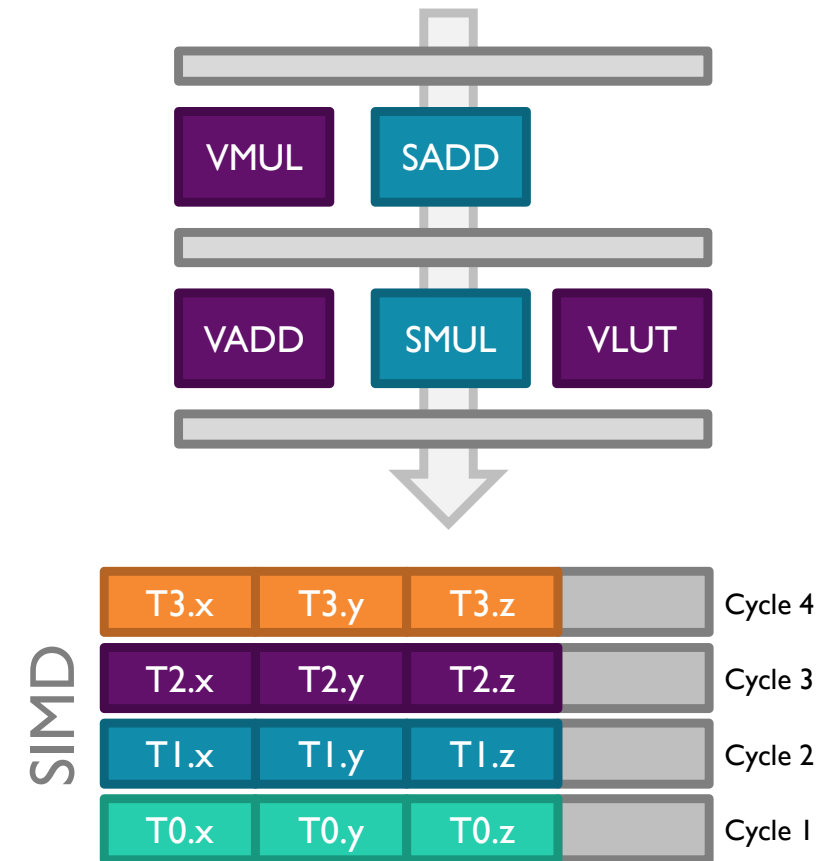 VMUL SADD
VADD SMUL VLUT
SIMD
T3.x T3.y T3.z Cycle 4
T2.x T2.y T2.z Cycle 3
T1.x T1.y T1.z Cycle 2
T0.x T0.y T0.z Cycle 1